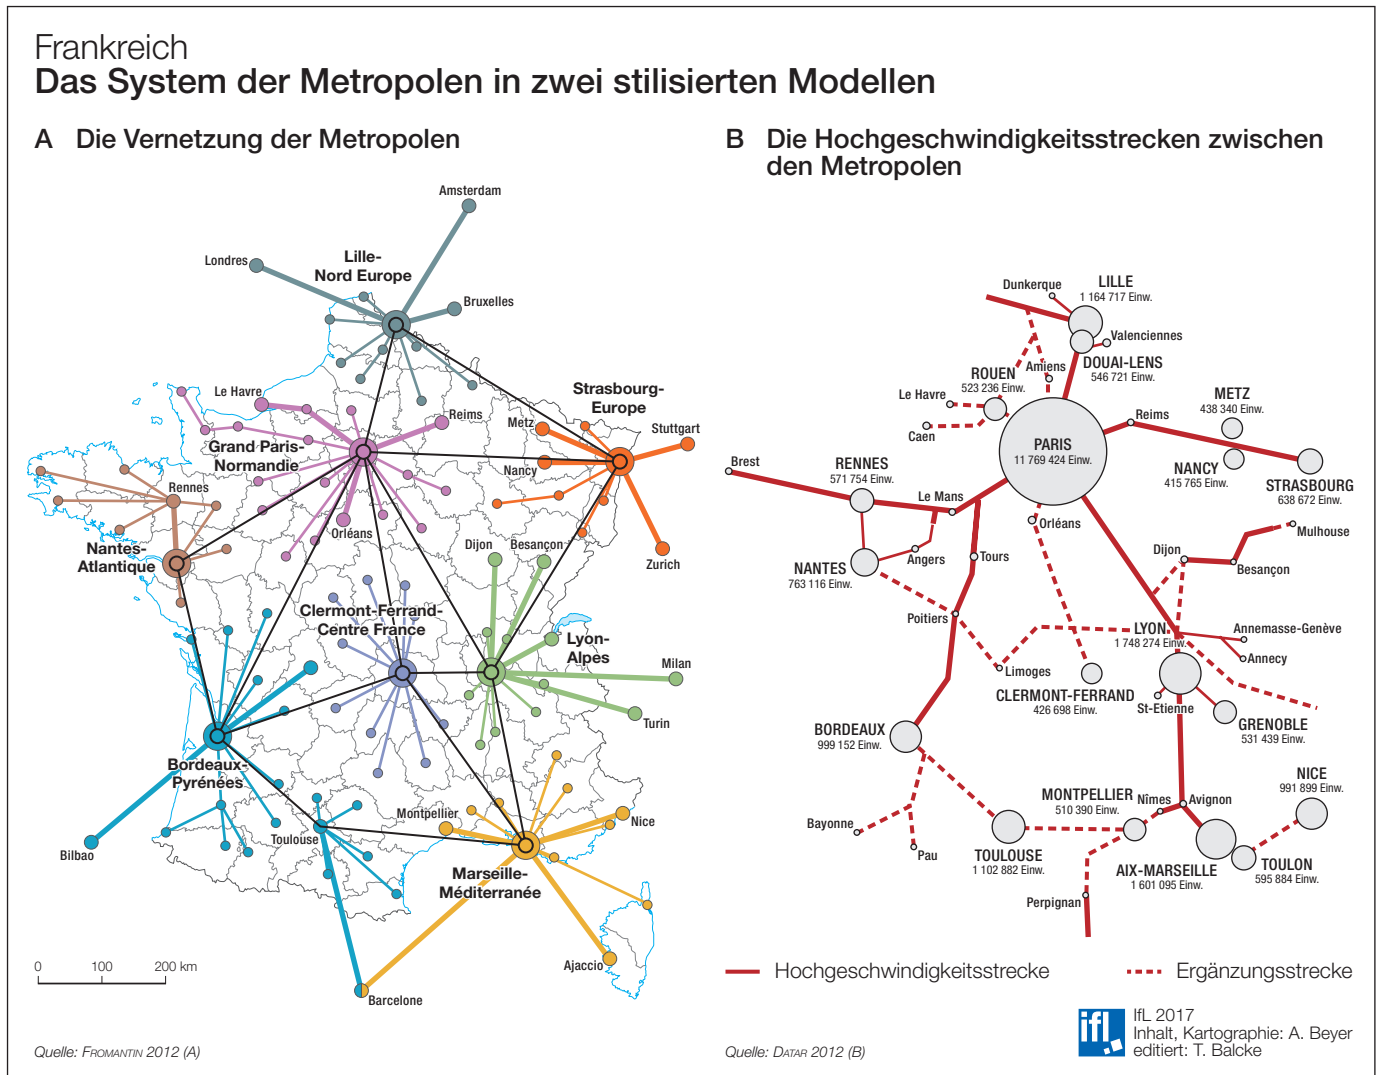 Frankreich
Das System der Metropolen in zwei stilisierten Modellen
A Die Vernetzung der Metropolen
Amsterdam
Londres
Lille-
Nord Europe
Bruxelles
Le Havre
Reims
Grand Paris-
Normandie
Orléans
Strasbourg-
Europe
Metz
Stuttgart
Nancy
Zurich
Rennes
Nantes-
Atlantique
Dijon
Besançon
Clermont-Ferrand-
Centre France
Lyon-
Alpes
Milan
Turin
Bordeaux-
Pyrénées
Bilbao
Toulouse
Montpellier
Nice
Marseille-
Méditerranée
Ajaccio
Barcelone
0 100 200 km
Quelle: FROMANTIN 2012 (A)
B Die Hochgeschwindigkeitsstrecken zwischen
den Metropolen
Dunkerque
LILLE
1 164 717 Einw.
Valenciennes
DOUAI-LENS
546 721 Einw.
Amiens
ROUEN
523 236 Einw.
Le Havre
Caen
METZ
438 340 Einw.
Reims
PARIS
11 769 424 Einw.
NANCY
415 765 Einw.
STRASBOURG
638 672 Einw.
Brest
RENNES
571 754 Einw.
Le Mans
Orléans
Mulhouse
Dijon
Besançon
Angers
Tours
NANTES
763 116 Einw.
Poitiers
LYON
1 748 274 Einw.
Annemasse-Genève
Annecy
Limoges
CLERMONT-FERRAND
426 698 Einw.
St-Etienne
GRENOBLE
531 439 Einw.
BORDEAUX
999 152 Einw.
NICE
991 899 Einw.
MONTPELLIER
510 390 Einw.
Nîmes
Avignon
Bayonne
Pau
TOULOUSE
1 102 882 Einw.
AIX-MARSEILLE
1 601 095 Einw.
TOULON
595 884 Einw.
Perpignan
Hochgeschwindigkeitsstrecke
Ergänzungsstrecke
ifl
IfL 2017
Inhalt, Kartographie: A. Beyer
editiert: T. Balcke
Quelle: DATAR 2012 (B)